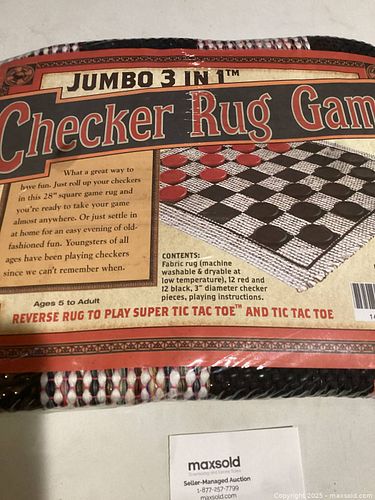 JUMBO 3 IN 1™
Checker Rug Gam
What a great way to
have fun. Just roll up your checkers
in this 28" square game rug and
you're ready to take your game
almost anywhere. Or just settle in
at home for an easy evening of old-
fashioned fun. Youngsters of all
ages have been playing checkers
since we can't remember when.
CONTENTS:
Fabric rug (machine
washable & dryable at
low temperature), 12 red and
12 black, 3" diameter checker
pieces, playing instructions.
Ages 5 to Adult
REVERSE RUG TO PLAY SUPER TIC TAC TOE™ AND TIC TAC TOE
14
maxsold
Seller-Managed Auction
1-877-257-7799
maxsold.com
Copyright 2025 - maxsold.com